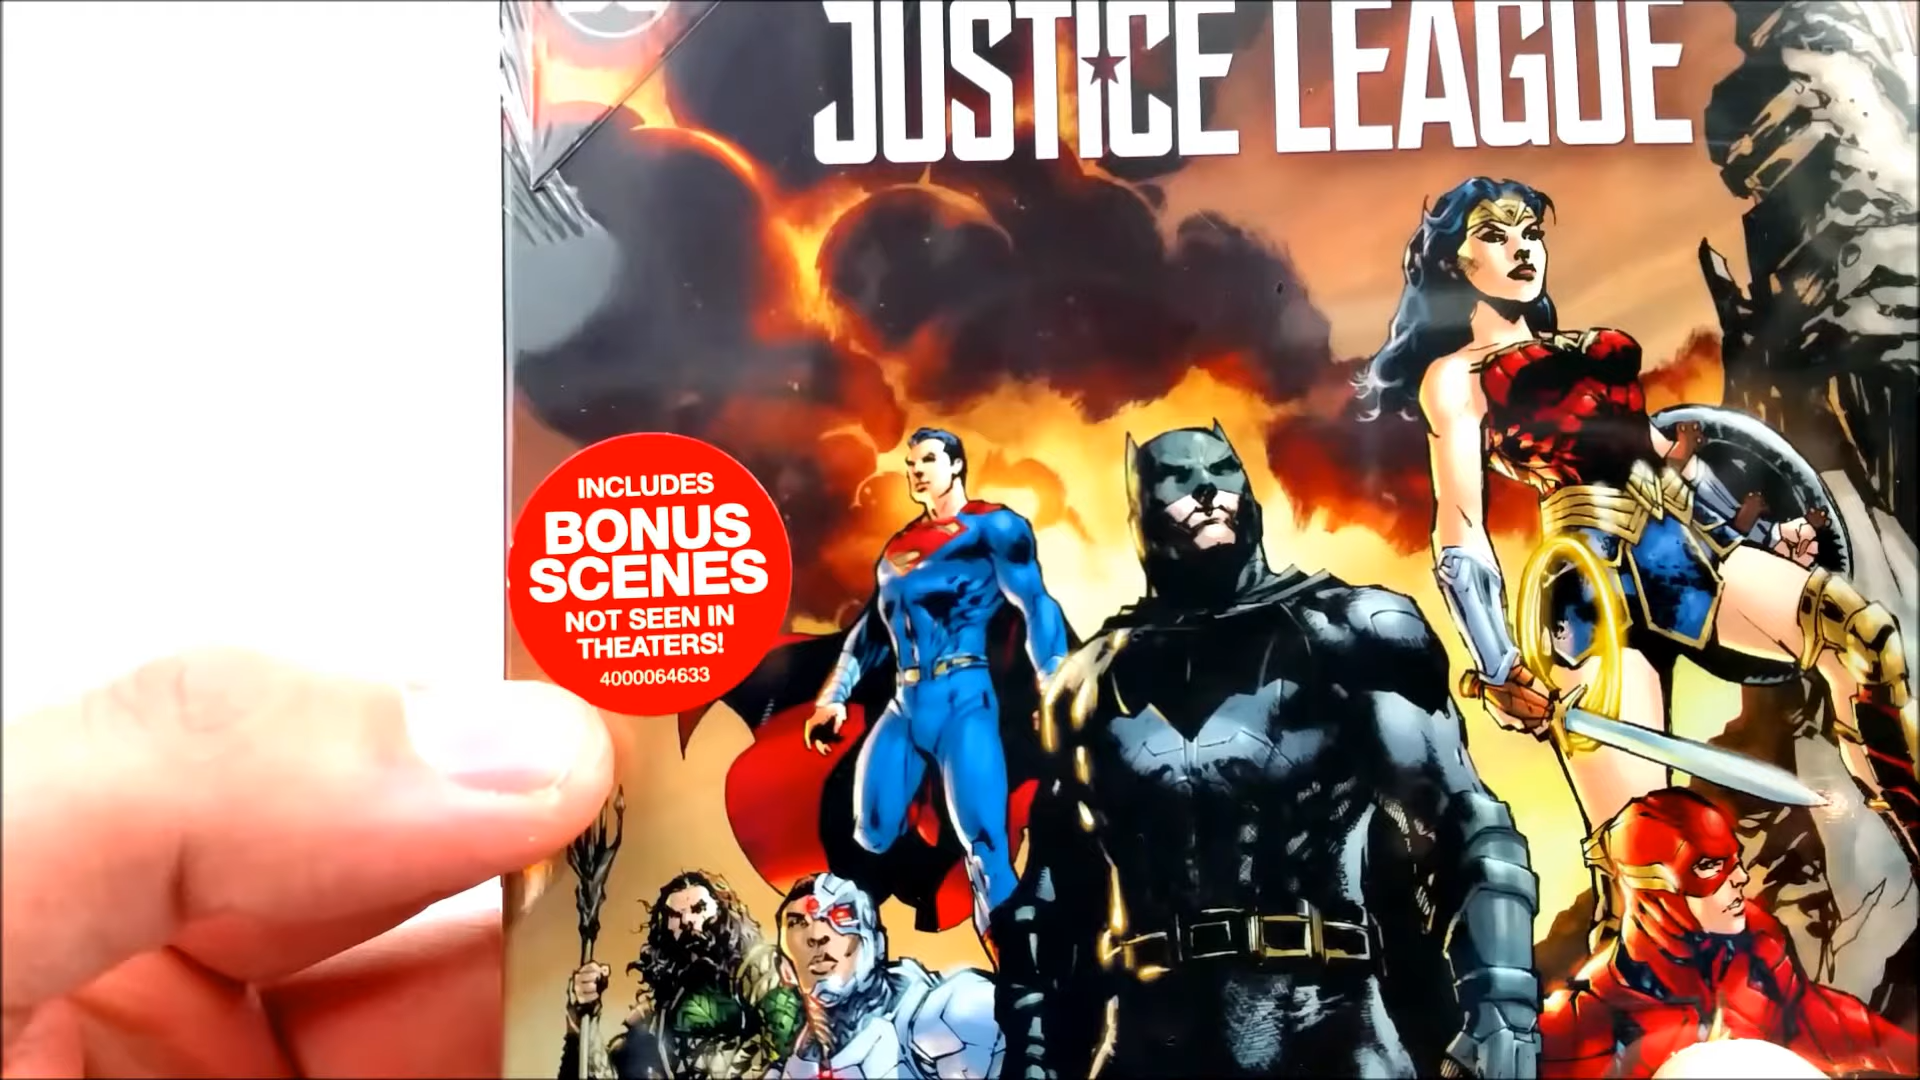 JUSTICE LEAGUE
INCLUDES
BONUS
SCENES
NOT SEEN IN
THEATERS!
4000064633